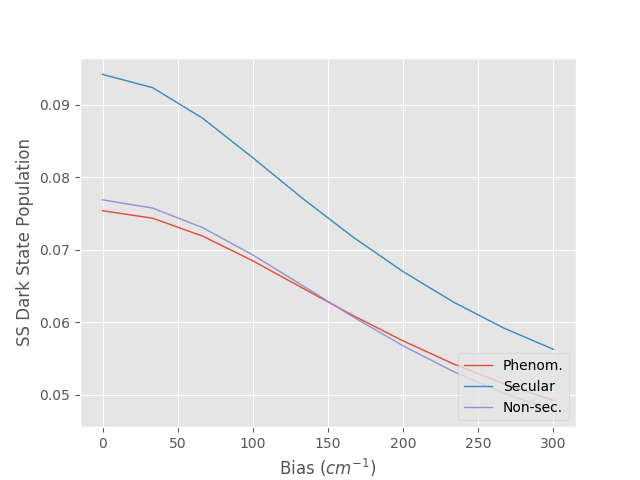 0.09
0.08
0.07
0.06
0.05
SS Dark State Population
0 50 100 150 200 250 300
Bias (cm⁻¹)
Phenom.
Secular
Non-sec.